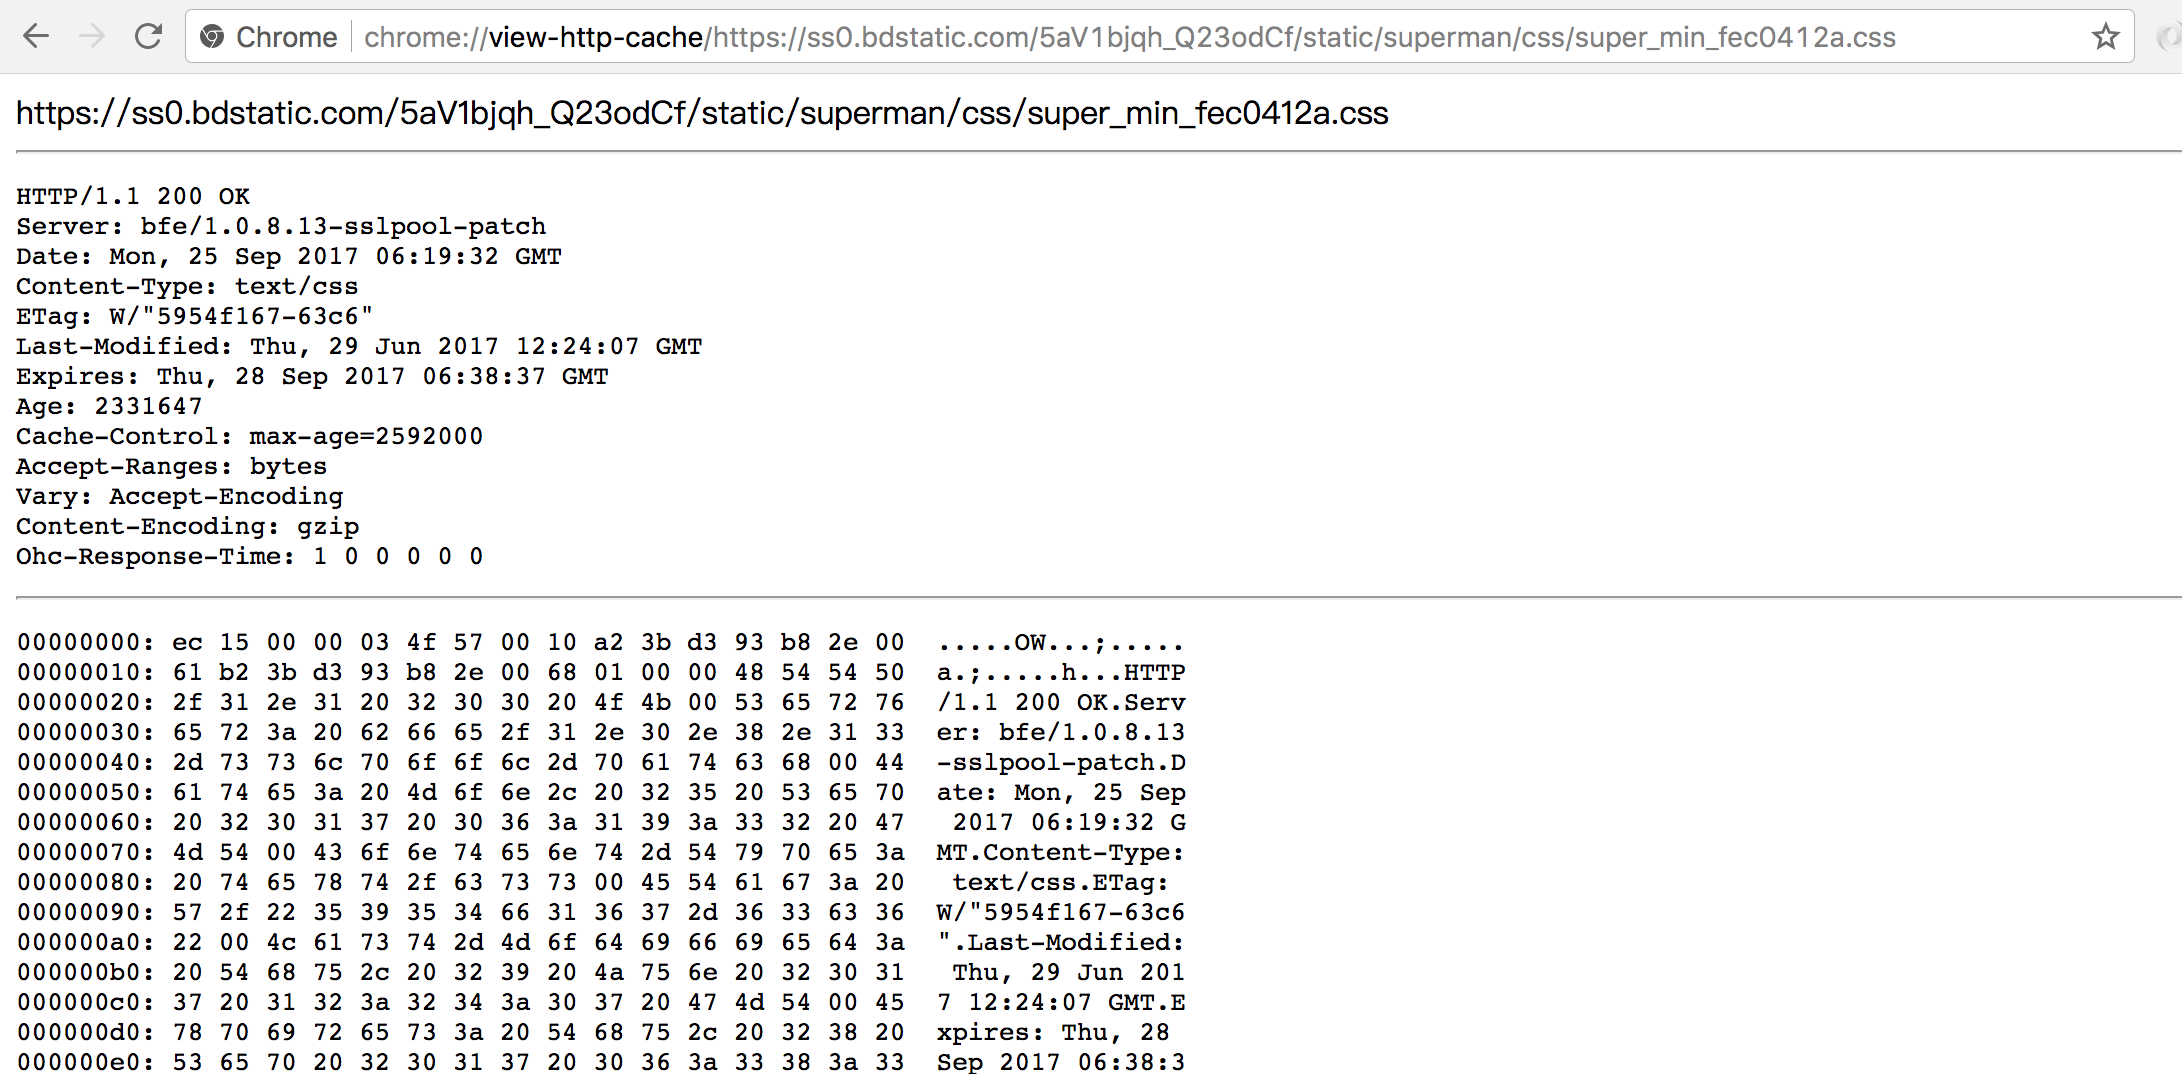 Chrome chrome://view-http-cache/https://ss0.bdstatic.com/5aV1bjqh_Q23odCf/static/superman/css/super_min_fec0412a.css
https://ss0.bdstatic.com/5aV1bjqh_Q23odCf/static/superman/css/super_min_fec0412a.css
HTTP/1.1 200 OK
Server: bfe/1.0.8.13-sslpool-patch
Date: Mon, 25 Sep 2017 06:19:32 GMT
Content-Type: text/css
ETag: W/"5954f167-63c6"
Last-Modified: Thu, 29 Jun 2017 12:24:07 GMT
Expires: Thu, 28 Sep 2017 06:38:37 GMT
Age: 2331647
Cache-Control: max-age=2592000
Accept-Ranges: bytes
Vary: Accept-Encoding
Content-Encoding: gzip
Ohc-Response-Time: 1 0 0 0 0 0
00000000: ec 15 00 00 03 4f 57 00 10 a2 3b d3 93 b8 2e 00  .....OW...;.....
00000010: 61 b2 3b d3 93 b8 2e 00 68 01 00 00 48 54 54 50  a.;.....h...HTTP
00000020: 2f 31 2e 31 20 32 30 30 20 4f 4b 00 53 65 72 76  /1.1 200 OK.Serv
00000030: 65 72 3a 20 62 66 65 2f 31 2e 30 2e 38 2e 31 33  er: bfe/1.0.8.13
00000040: 2d 73 73 6c 70 6f 6f 6c 2d 70 61 74 63 68 00 44  -sslpool-patch.D
00000050: 61 74 65 3a 20 4d 6f 6e 2c 20 32 35 20 53 65 70  ate: Mon, 25 Sep
00000060: 20 32 30 31 37 20 30 36 3a 31 39 3a 33 32 20 47   2017 06:19:32 G
00000070: 4d 54 00 43 6f 6e 74 65 6e 74 2d 54 79 70 65 3a  MT.Content-Type:
00000080: 20 74 65 78 74 2f 63 73 73 00 45 54 61 67 3a 20   text/css.ETag:
00000090: 57 2f 22 35 39 35 34 66 31 36 37 2d 36 33 63 36  W/"5954f167-63c6
000000a0: 22 00 4c 61 73 74 2d 4d 6f 64 69 66 69 65 64 3a  ".Last-Modified:
000000b0: 20 54 68 75 2c 20 32 39 20 4a 75 6e 20 32 30 31   Thu, 29 Jun 201
000000c0: 37 20 31 32 3a 32 34 3a 30 37 20 47 4d 54 00 45  7 12:24:07 GMT.E
000000d0: 78 70 69 72 65 73 3a 20 54 68 75 2c 20 32 38 20  xpires: Thu, 28
000000e0: 53 65 70 20 32 30 31 37 20 30 36 3a 33 38 3a 33  Sep 2017 06:38:3